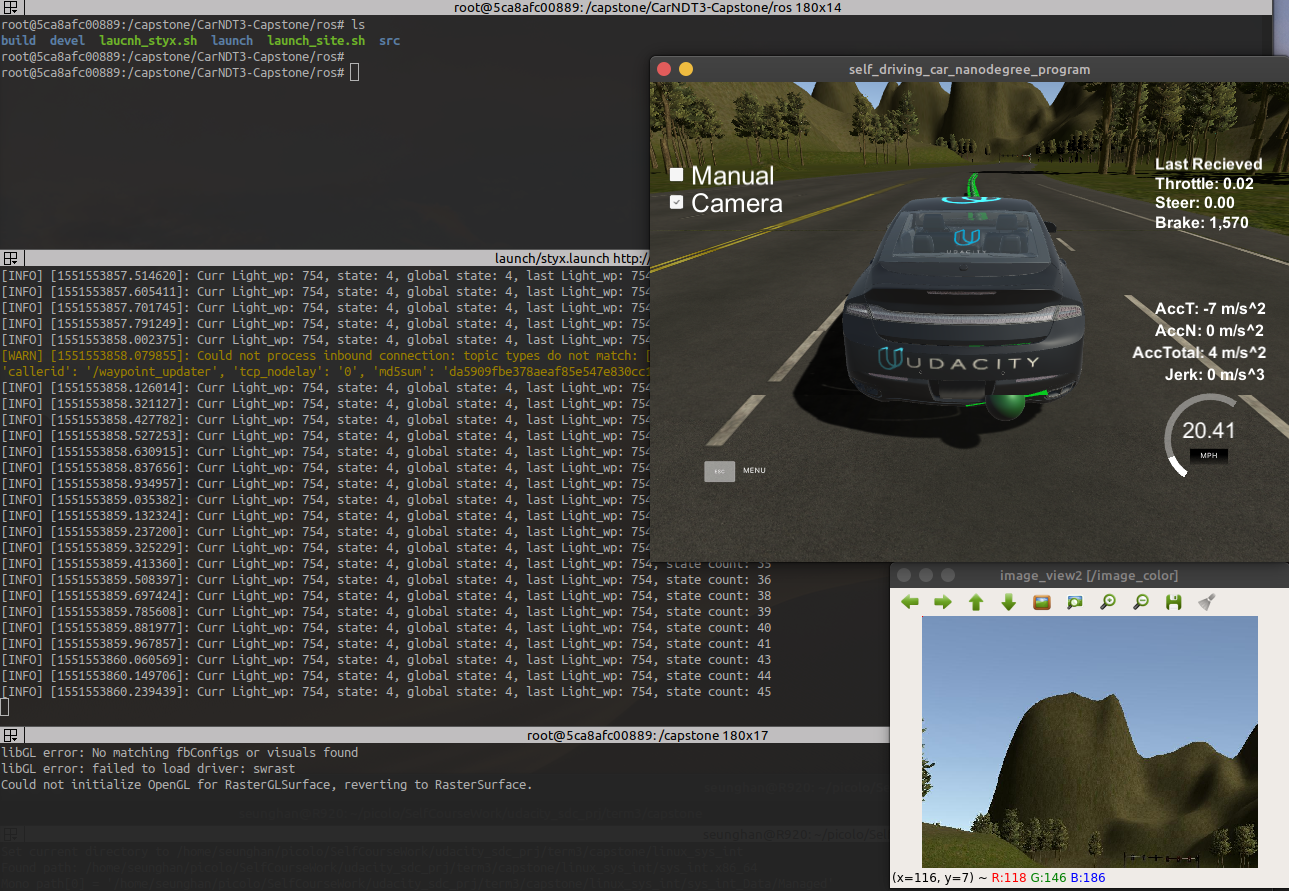 root@5ca8afc00889: /capstone/CarNDT3-Capstone/ros 180x14
root@5ca8afc00889:/capstone/CarNDT3-Capstone/ros# ls
build devel laucnh_styx.sh launch launch_site.sh src
root@5ca8afc00889:/capstone/CarNDT3-Capstone/ros#
root@5ca8afc00889:/capstone/CarNDT3-Capstone/ros#
launch/styx.launch http:/
[INFO] [1551553857.514620]: Curr Light_wp: 754, state: 4, global state: 4, last Light_wp: 754
[INFO] [1551553857.605411]: Curr Light_wp: 754, state: 4, global state: 4, last Light_wp: 754
[INFO] [1551553857.701745]: Curr Light_wp: 754, state: 4, global state: 4, last Light_wp: 754
[INFO] [1551553857.791249]: Curr Light_wp: 754, state: 4, global state: 4, last Light_wp: 754
[INFO] [1551553858.002375]: Curr Light_wp: 754, state: 4, global state: 4, last Light_wp: 754
[WARN] [1551553858.079855]: Could not process inbound connection: topic types do not match: [
'callerid': '/waypoint_updater', 'tcp_nodelay': '0', 'md5sum': 'da5909fbe378aeaf85e547e830cc1
[INFO] [1551553858.126014]: Curr Light_wp: 754, state: 4, global state: 4, last Light_wp: 754
[INFO] [1551553858.321127]: Curr Light_wp: 754, state: 4, global state: 4, last Light_wp: 754
[INFO] [1551553858.427782]: Curr Light_wp: 754, state: 4, global state: 4, last Light_wp: 754
[INFO] [1551553858.527253]: Curr Light_wp: 754, state: 4, global state: 4, last Light_wp: 754
[INFO] [1551553858.630915]: Curr Light_wp: 754, state: 4, global state: 4, last Light_wp: 754
[INFO] [1551553858.837656]: Curr Light_wp: 754, state: 4, global state: 4, last Light_wp: 754
[INFO] [1551553858.934957]: Curr Light_wp: 754, state: 4, global state: 4, last Light_wp: 754
[INFO] [1551553859.035382]: Curr Light_wp: 754, state: 4, global state: 4, last Light_wp: 754
[INFO] [1551553859.132324]: Curr Light_wp: 754, state: 4, global state: 4, last Light_wp: 754
[INFO] [1551553859.237200]: Curr Light_wp: 754, state: 4, global state: 4, last Light_wp: 754
[INFO] [1551553859.325229]: Curr Light_wp: 754, state: 4, global state: 4, last Light_wp: 754
[INFO] [1551553859.413360]: Curr Light_wp: 754, state: 4, global state: 4, last Light_wp: 754, state count: 35
[INFO] [1551553859.508397]: Curr Light_wp: 754, state: 4, global state: 4, last Light_wp: 754, state count: 36
[INFO] [1551553859.697424]: Curr Light_wp: 754, state: 4, global state: 4, last Light_wp: 754, state count: 38
[INFO] [1551553859.785608]: Curr Light_wp: 754, state: 4, global state: 4, last Light_wp: 754, state count: 39
[INFO] [1551553859.881977]: Curr Light_wp: 754, state: 4, global state: 4, last Light_wp: 754, state count: 40
[INFO] [1551553859.967857]: Curr Light_wp: 754, state: 4, global state: 4, last Light_wp: 754, state count: 41
[INFO] [1551553860.060569]: Curr Light_wp: 754, state: 4, global state: 4, last Light_wp: 754, state count: 43
[INFO] [1551553860.149706]: Curr Light_wp: 754, state: 4, global state: 4, last Light_wp: 754, state count: 44
[INFO] [1551553860.239439]: Curr Light_wp: 754, state: 4, global state: 4, last Light_wp: 754, state count: 45
root@5ca8afc00889: /capstone 180x17
libGL error: No matching fbConfigs or visuals found
libGL error: failed to load driver: swrast
Could not initialize OpenGL for RasterGLSurface, reverting to RasterSurface.
self_driving_car_nanodegree_program
Manual
Camera
Last Recieved
Throttle: 0.02
Steer: 0.00
Brake: 1,570
UDACITY
UDACITY
AccT: -7 m/s^2
AccN: 0 m/s^2
AccTotal: 4 m/s^2
Jerk: 0 m/s^3
20.41
MPH
REC
MENU
image_view2 [/image_color]
(x=116, y=7) ~ R:118 G:146 B:186